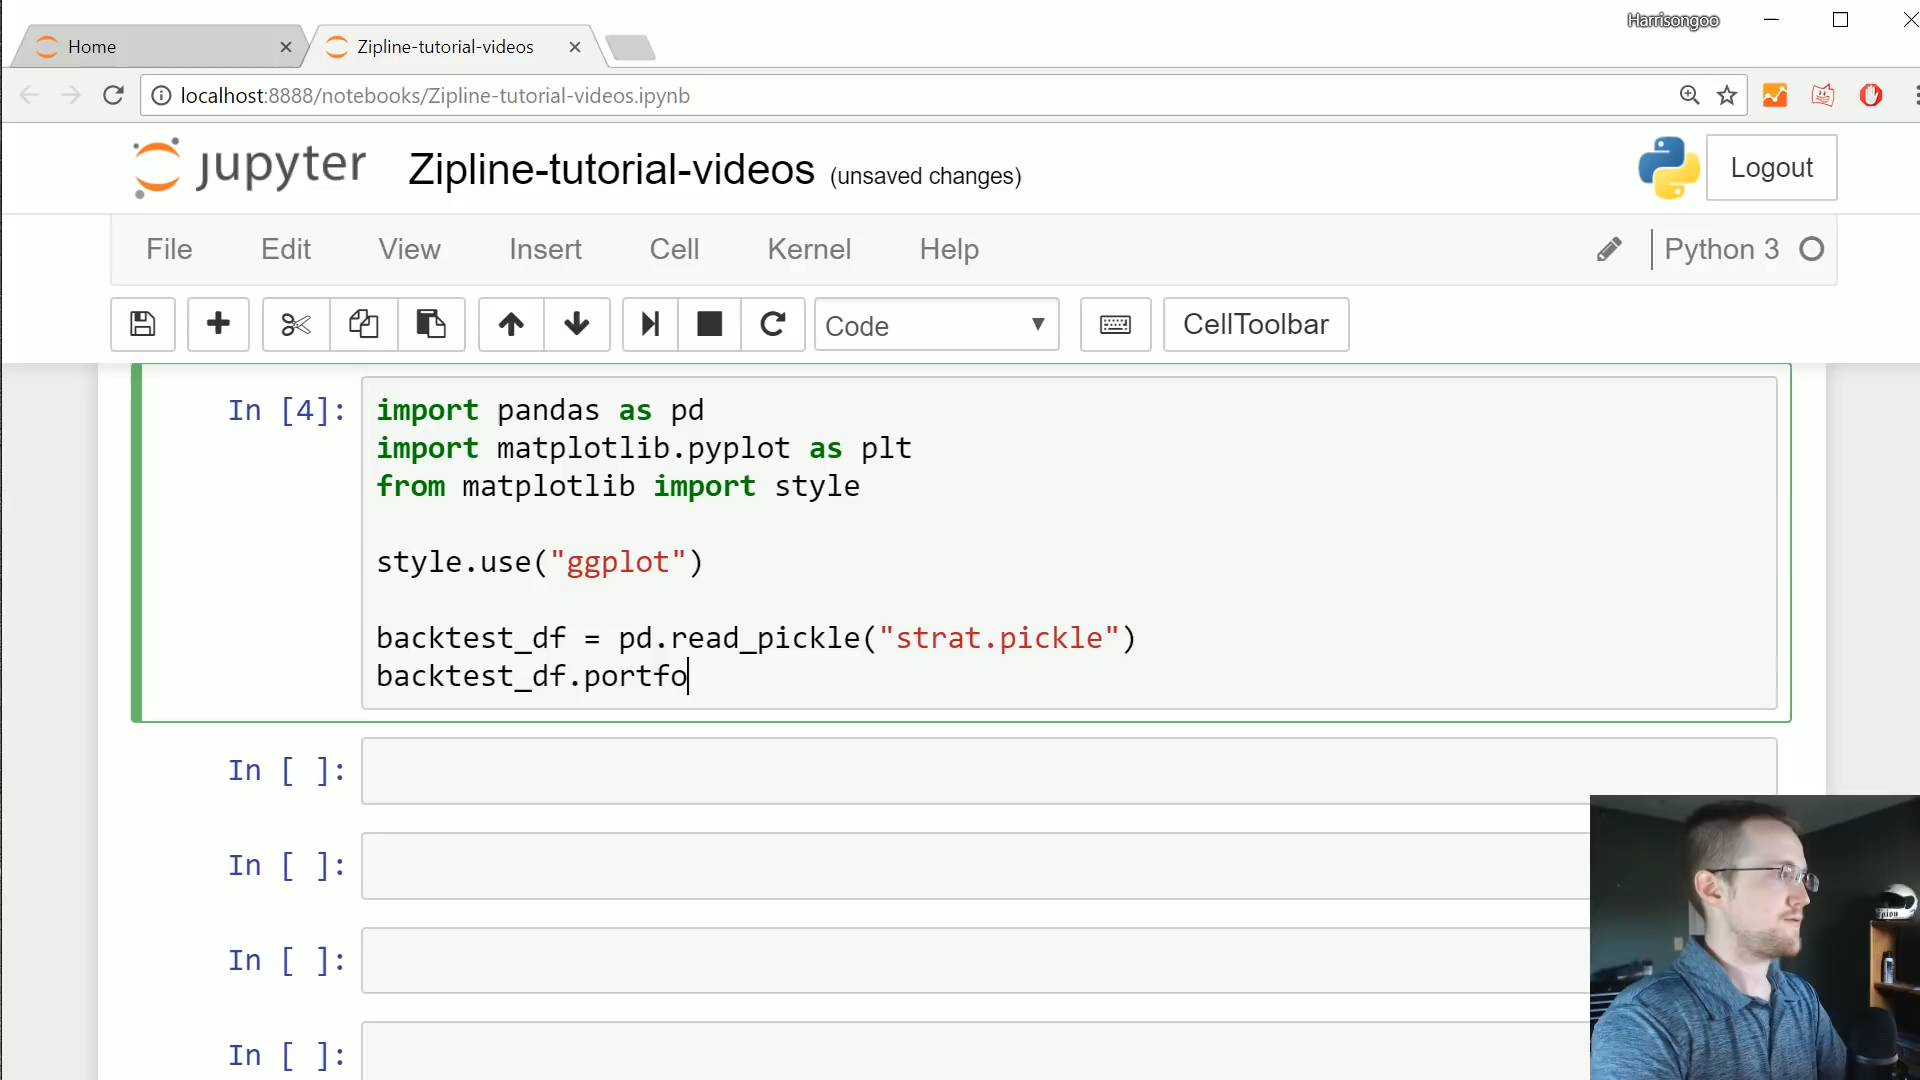 Harrisongoo
Home
Zipline-tutorial-videos
localhost:8888/notebooks/Zipline-tutorial-videos.ipynb
jupyter Zipline-tutorial-videos (unsaved changes)
Logout
File Edit View Insert Cell Kernel Help
Python 3
Code
CellToolbar
In [4]:
import pandas as pd
import matplotlib.pyplot as plt
from matplotlib import style
style.use("ggplot")
backtest_df = pd.read_pickle("strat.pickle")
backtest_df.portfo
In [ ]:
In [ ]:
In [ ]:
In [ ]: